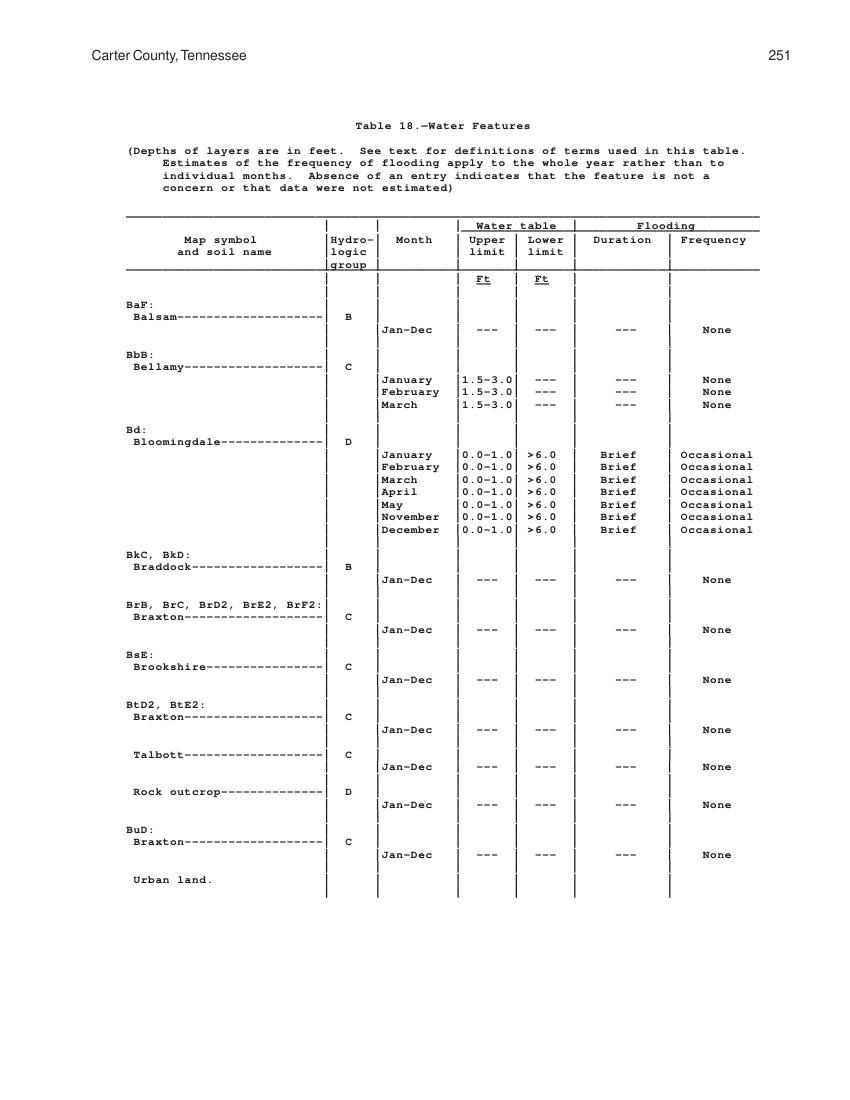 Carter County, Tennessee 251
Table 18.—Water Features
(Depths of layers are in feet. See text for definitions of terms used in this table.
Estimates of the frequency of flooding apply to the whole year rather than to
individual months. Absence of an entry indicates that the feature is not a
concern or that data were not estimated)
Water table Flooding
Map symbol Hydro- Month Upper Lower Duration Frequency
and soil name logic limit limit
group
Ft Ft
BaF:
Balsam-------------------- B
Jan-Dec --- --- --- None
BbB:
Bellamy------------------- C
January 1.5-3.0 --- --- None
February 1.5-3.0 --- --- None
March 1.5-3.0 --- --- None
Bd:
Bloomingdale-------------- D
January 0.0-1.0 >6.0 Brief Occasional
February 0.0-1.0 >6.0 Brief Occasional
March 0.0-1.0 >6.0 Brief Occasional
April 0.0-1.0 >6.0 Brief Occasional
May 0.0-1.0 >6.0 Brief Occasional
November 0.0-1.0 >6.0 Brief Occasional
December 0.0-1.0 >6.0 Brief Occasional
BkC, BkD:
Braddock------------------ B
Jan-Dec --- --- --- None
BrB, BrC, BrD2, BrE2, BrF2:
Braxton------------------- C
Jan-Dec --- --- --- None
BsE:
Brookshire---------------- C
Jan-Dec --- --- --- None
BtD2, BtE2:
Braxton------------------- C
Jan-Dec --- --- --- None
Talbott------------------- C
Jan-Dec --- --- --- None
Rock outcrop-------------- D
Jan-Dec --- --- --- None
BuD:
Braxton------------------- C
Jan-Dec --- --- --- None
Urban land.